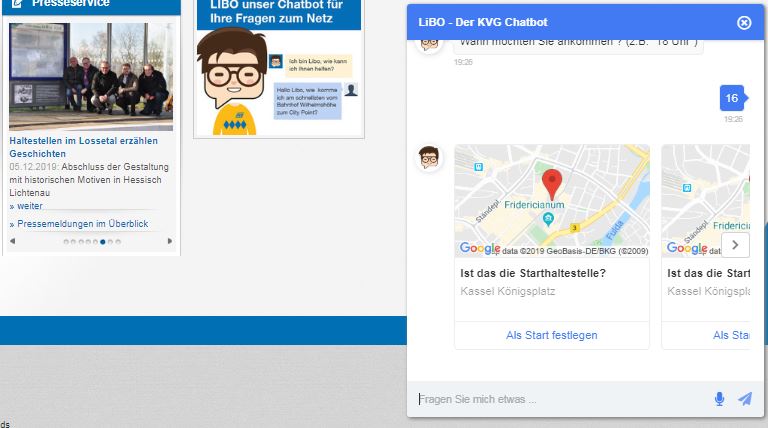 Presseservice
Haltestellen im Lossetal erzählen
Geschichten
05.12.2019: Abschluss der Gestaltung
mit historischen Motiven in Hessisch
Lichtenau
» weiter
» Pressemeldungen im Überblick
LIBO unser Chatbot für
Ihre Fragen zum Netz
Ich bin Libo, wie kann
ich Ihnen helfen?
Hallo Libo, wie komme
ich am schnellsten vom
Bahnhof Wilhelmshöhe
zum City Point?
LiBO - Der KVG Chatbot
Wann möchten Sie ankommen ? (z.B. "18 Uhr")
19:26
16
19:26
Ständepl.
Fridericianum
Fulda
3
Google
data ©2019 GeoBasis-DE/BKG (©2009)
Ist das die Starthaltestelle?
Kassel Königsplatz
Als Start festlegen
Ständepl.
Fridericianu
Google
Ist das die Start
Kassel Königspla
Als Sta
Fragen Sie mich etwas ...
ds